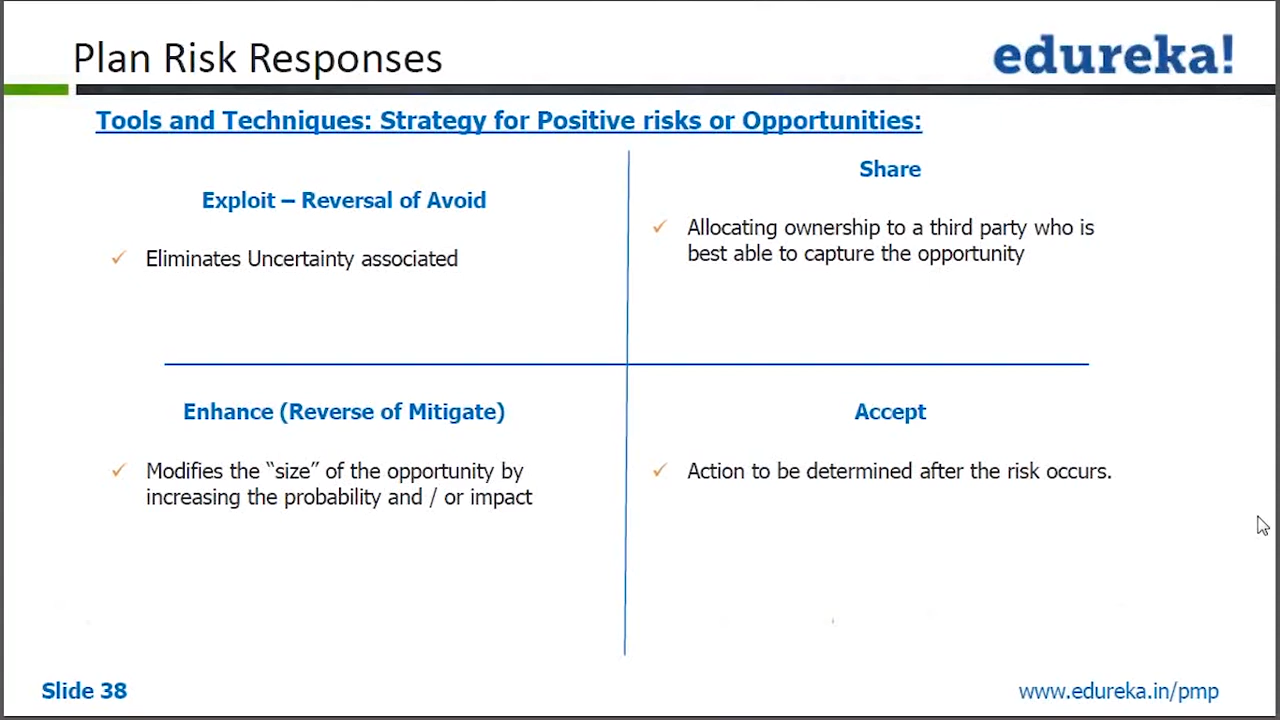 Plan Risk Responses
edureka!
Tools and Techniques: Strategy for Positive risks or Opportunities:
Exploit – Reversal of Avoid
Eliminates Uncertainty associated
Share
Allocating ownership to a third party who is
best able to capture the opportunity
Enhance (Reverse of Mitigate)
Modifies the “size” of the opportunity by
increasing the probability and / or impact
Accept
Action to be determined after the risk occurs.
Slide 38
www.edureka.in/pmp